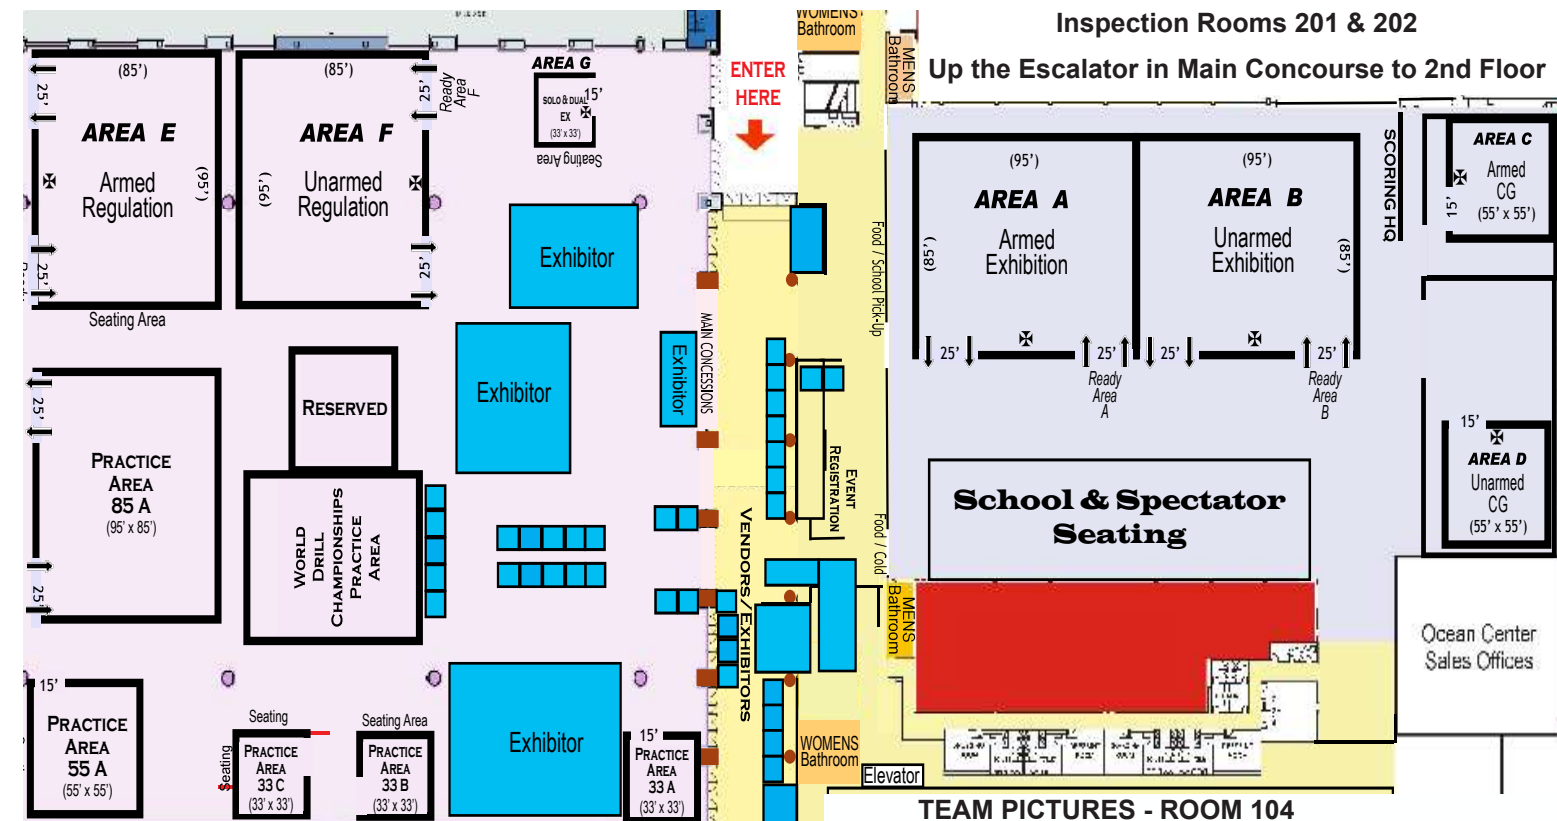 Inspection Rooms 201 & 202
Up the Escalator in Main Concourse to 2nd Floor
WOMENS
Bathroom
MENS
Bathroom
ENTER
HERE
(85')
25'
AREA E
Armed
Regulation
(95')
25'
Seating Area
(85')
25'
Ready
Area
F
AREA F
Unarmed
Regulation
(95')
25'
AREA G
SOLO & DUAL
EX
(33' x 33')
15'
Seating Area
Exhibitor
Exhibitor
Exhibitor
MAIN CONCESSIONS
Food / School Pick-Up
(95')
AREA A
Armed
Exhibition
(85')
25'
25'
Ready
Area
A
(95')
AREA B
Unarmed
Exhibition
(85')
25'
25'
Ready
Area
B
SCORING HQ
AREA C
Armed
CG
(55' x 55')
15'
15'
AREA D
Unarmed
CG
(55' x 55')
RESERVED
25'
PRACTICE
AREA
85 A
(95' x 85')
25'
WORLD
DRILL
CHAMPIONSHIPS
PRACTICE
AREA
EVENT
REGISTRATION
VENDORS/EXHIBITORS
Food / Cold
School & Spectator
Seating
MENS
Bathroom
Ocean Center
Sales Offices
15'
PRACTICE
AREA
55 A
(55' x 55')
Seating
Seating
PRACTICE
AREA
33 C
(33' x 33')
Seating Area
PRACTICE
AREA
33 B
(33' x 33')
Exhibitor
15'
PRACTICE
AREA
33 A
(33' x 33')
WOMENS
Bathroom
Elevator
TEAM PICTURES - ROOM 104